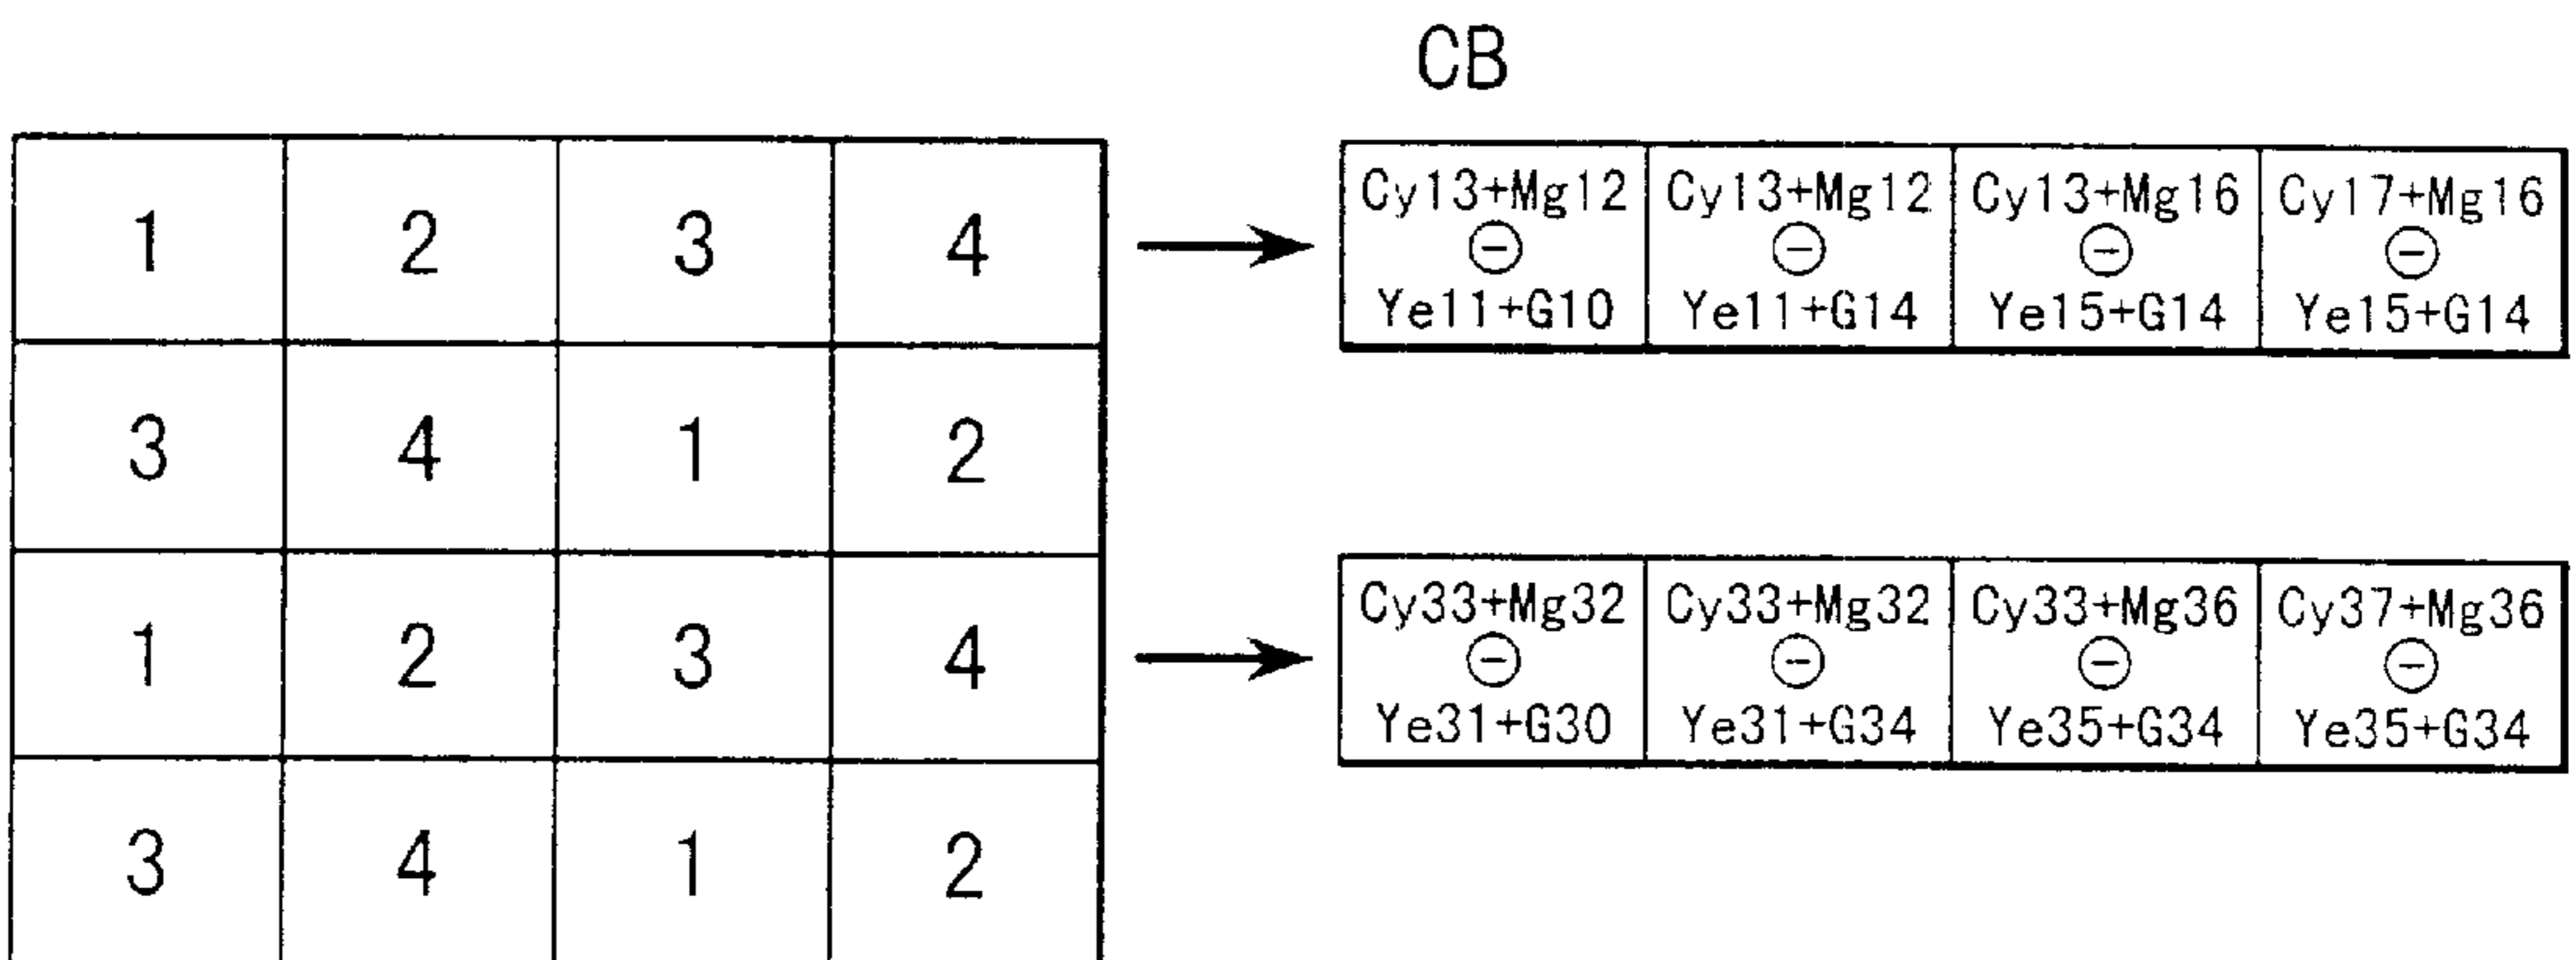 CB
1 2 3 4
Cy13+Mg12 Cy13+Mg12 Cy13+Mg16 Cy17+Mg16
⊖ ⊖ ⊖ ⊖
Ye11+G10 Ye11+G14 Ye15+G14 Ye15+G14
3 4 1 2
1 2 3 4
Cy33+Mg32 Cy33+Mg32 Cy33+Mg36 Cy37+Mg36
⊖ ⊖ ⊖ ⊖
Ye31+G30 Ye31+G34 Ye35+G34 Ye35+G34
3 4 1 2